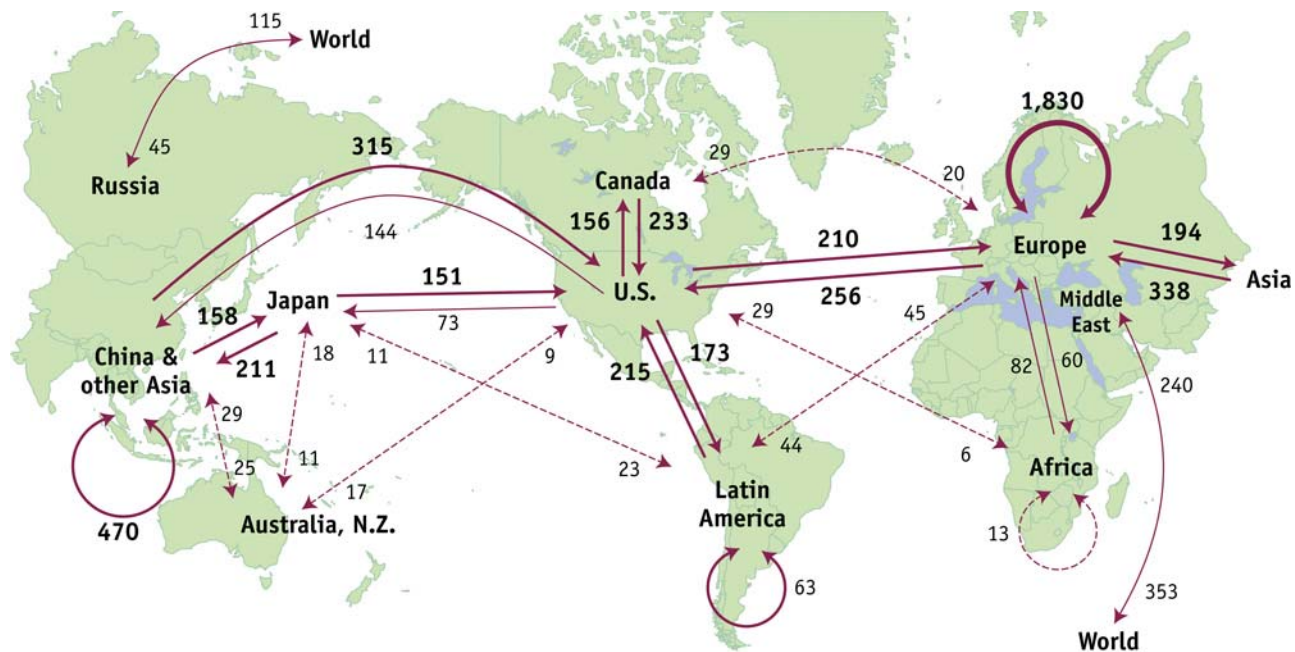 115
World
45
Russia
315
144
Canada
156
233
29
20
1,830
Europe
194
Asia
338
210
256
U.S.
151
73
Japan
158
211
China &
other Asia
470
29
25
18
11
11
23
9
17
Australia, N.Z.
215
173
29
6
45
44
Latin
America
63
Middle
East
82
60
240
353
Africa
13
World